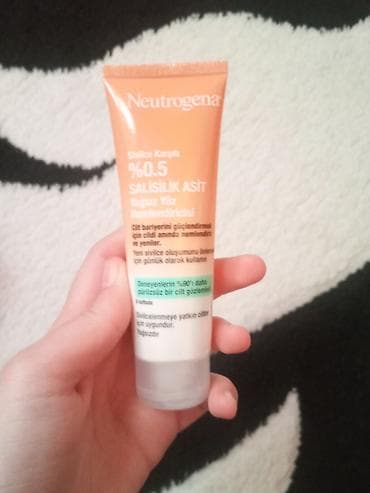 Neutrogena
Sivilce Karşıtı
%0.5
SALİSİLİK ASİT
Yağsız Yüz
Nemlendiricisi
Cilt bariyerini güçlendirmek
için cildi anında nemlendirir
ve yeniler.
Yeni sivilce oluşumunu önlemek
için günlük olarak kullanın
Deneyenlerin %90'ı daha
pürüzsüz bir cilt gözlemledi
Sivilcelenmeye yatkın ciltler
için uygundur.
Yağsızdır